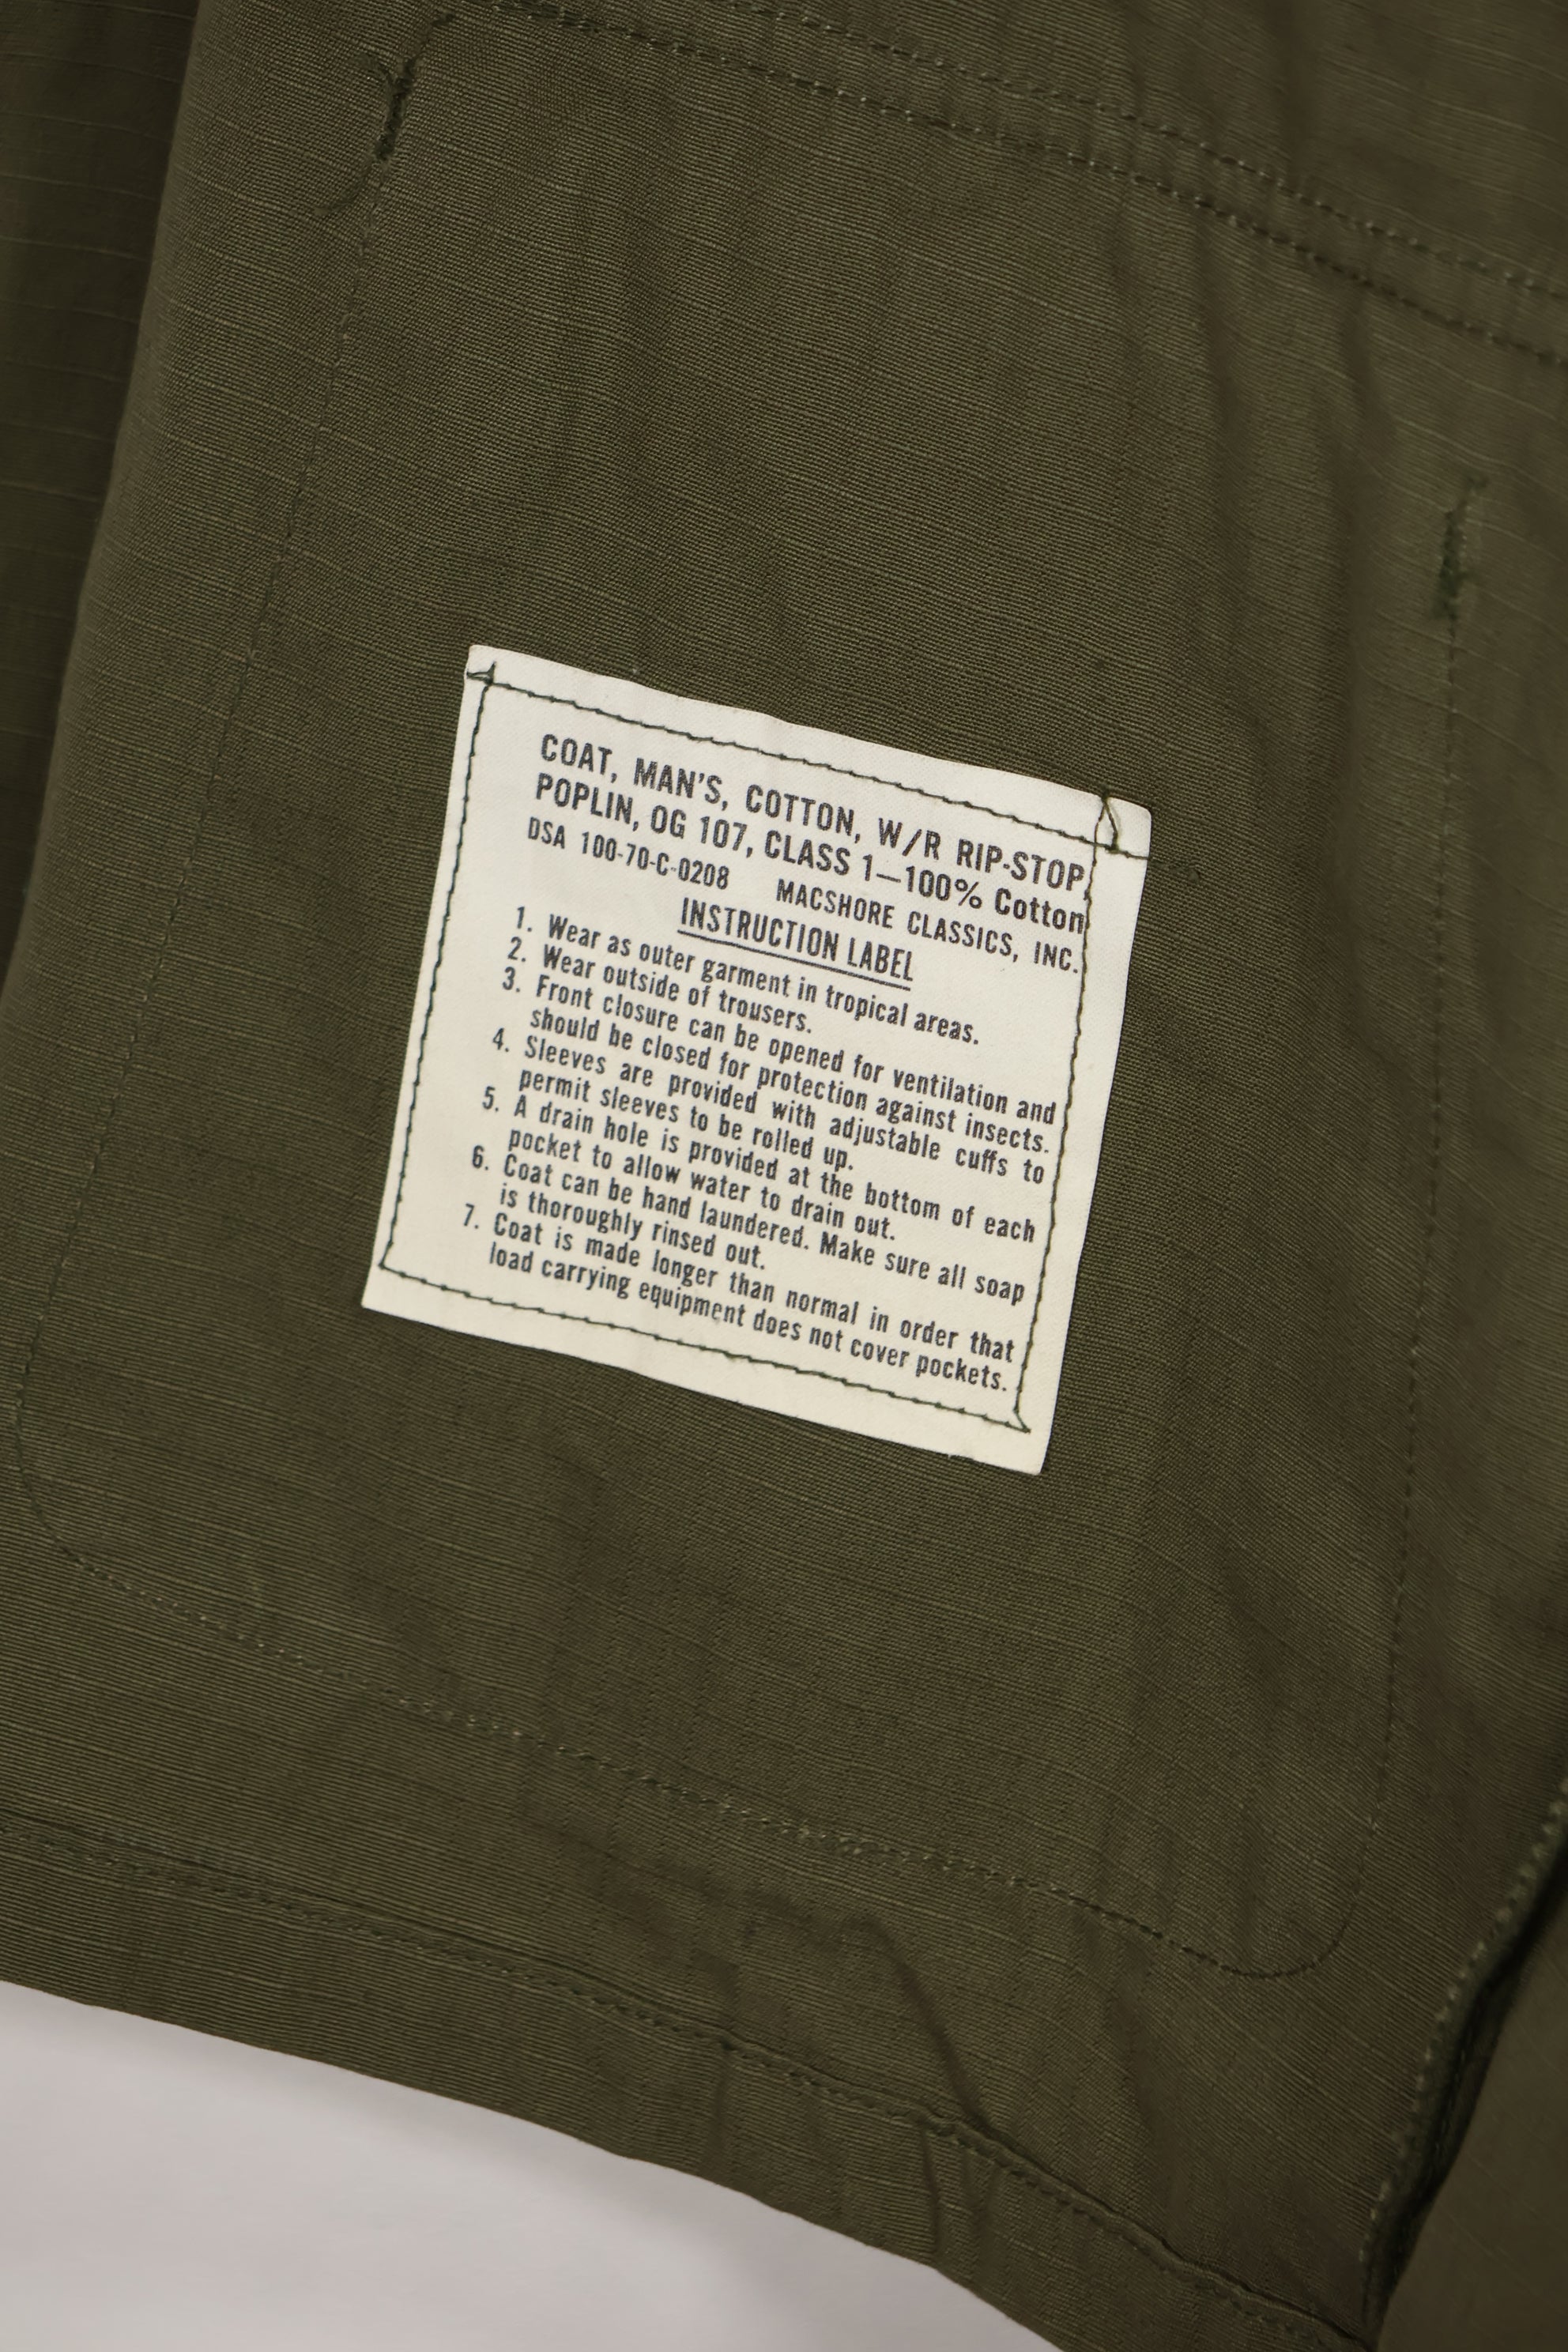 COAT, MAN'S, COTTON, W/R RIP-STOP
POPLIN, OG 107, CLASS 1—100% Cotton
DSA 100-70-C-0208 MACSHORE CLASSICS, INC.
INSTRUCTION LABEL
1. Wear as outer garment in tropical areas.
2. Wear outside of trousers.
3. Front closure can be opened for ventilation and
should be closed for protection against insects.
4. Sleeves are provided with adjustable cuffs to
permit sleeves to be rolled up.
5. A drain hole is provided at the bottom of each
pocket to allow water to drain out.
6. Coat can be hand laundered. Make sure all soap
is thoroughly rinsed out.
7. Coat is made longer than normal in order that
load carrying equipment does not cover pockets.